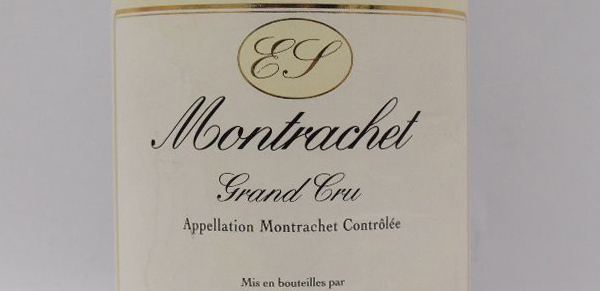 ES
Montrachet
Grand Cru
Appellation Montrachet Contrôlée
Mis en bouteilles par